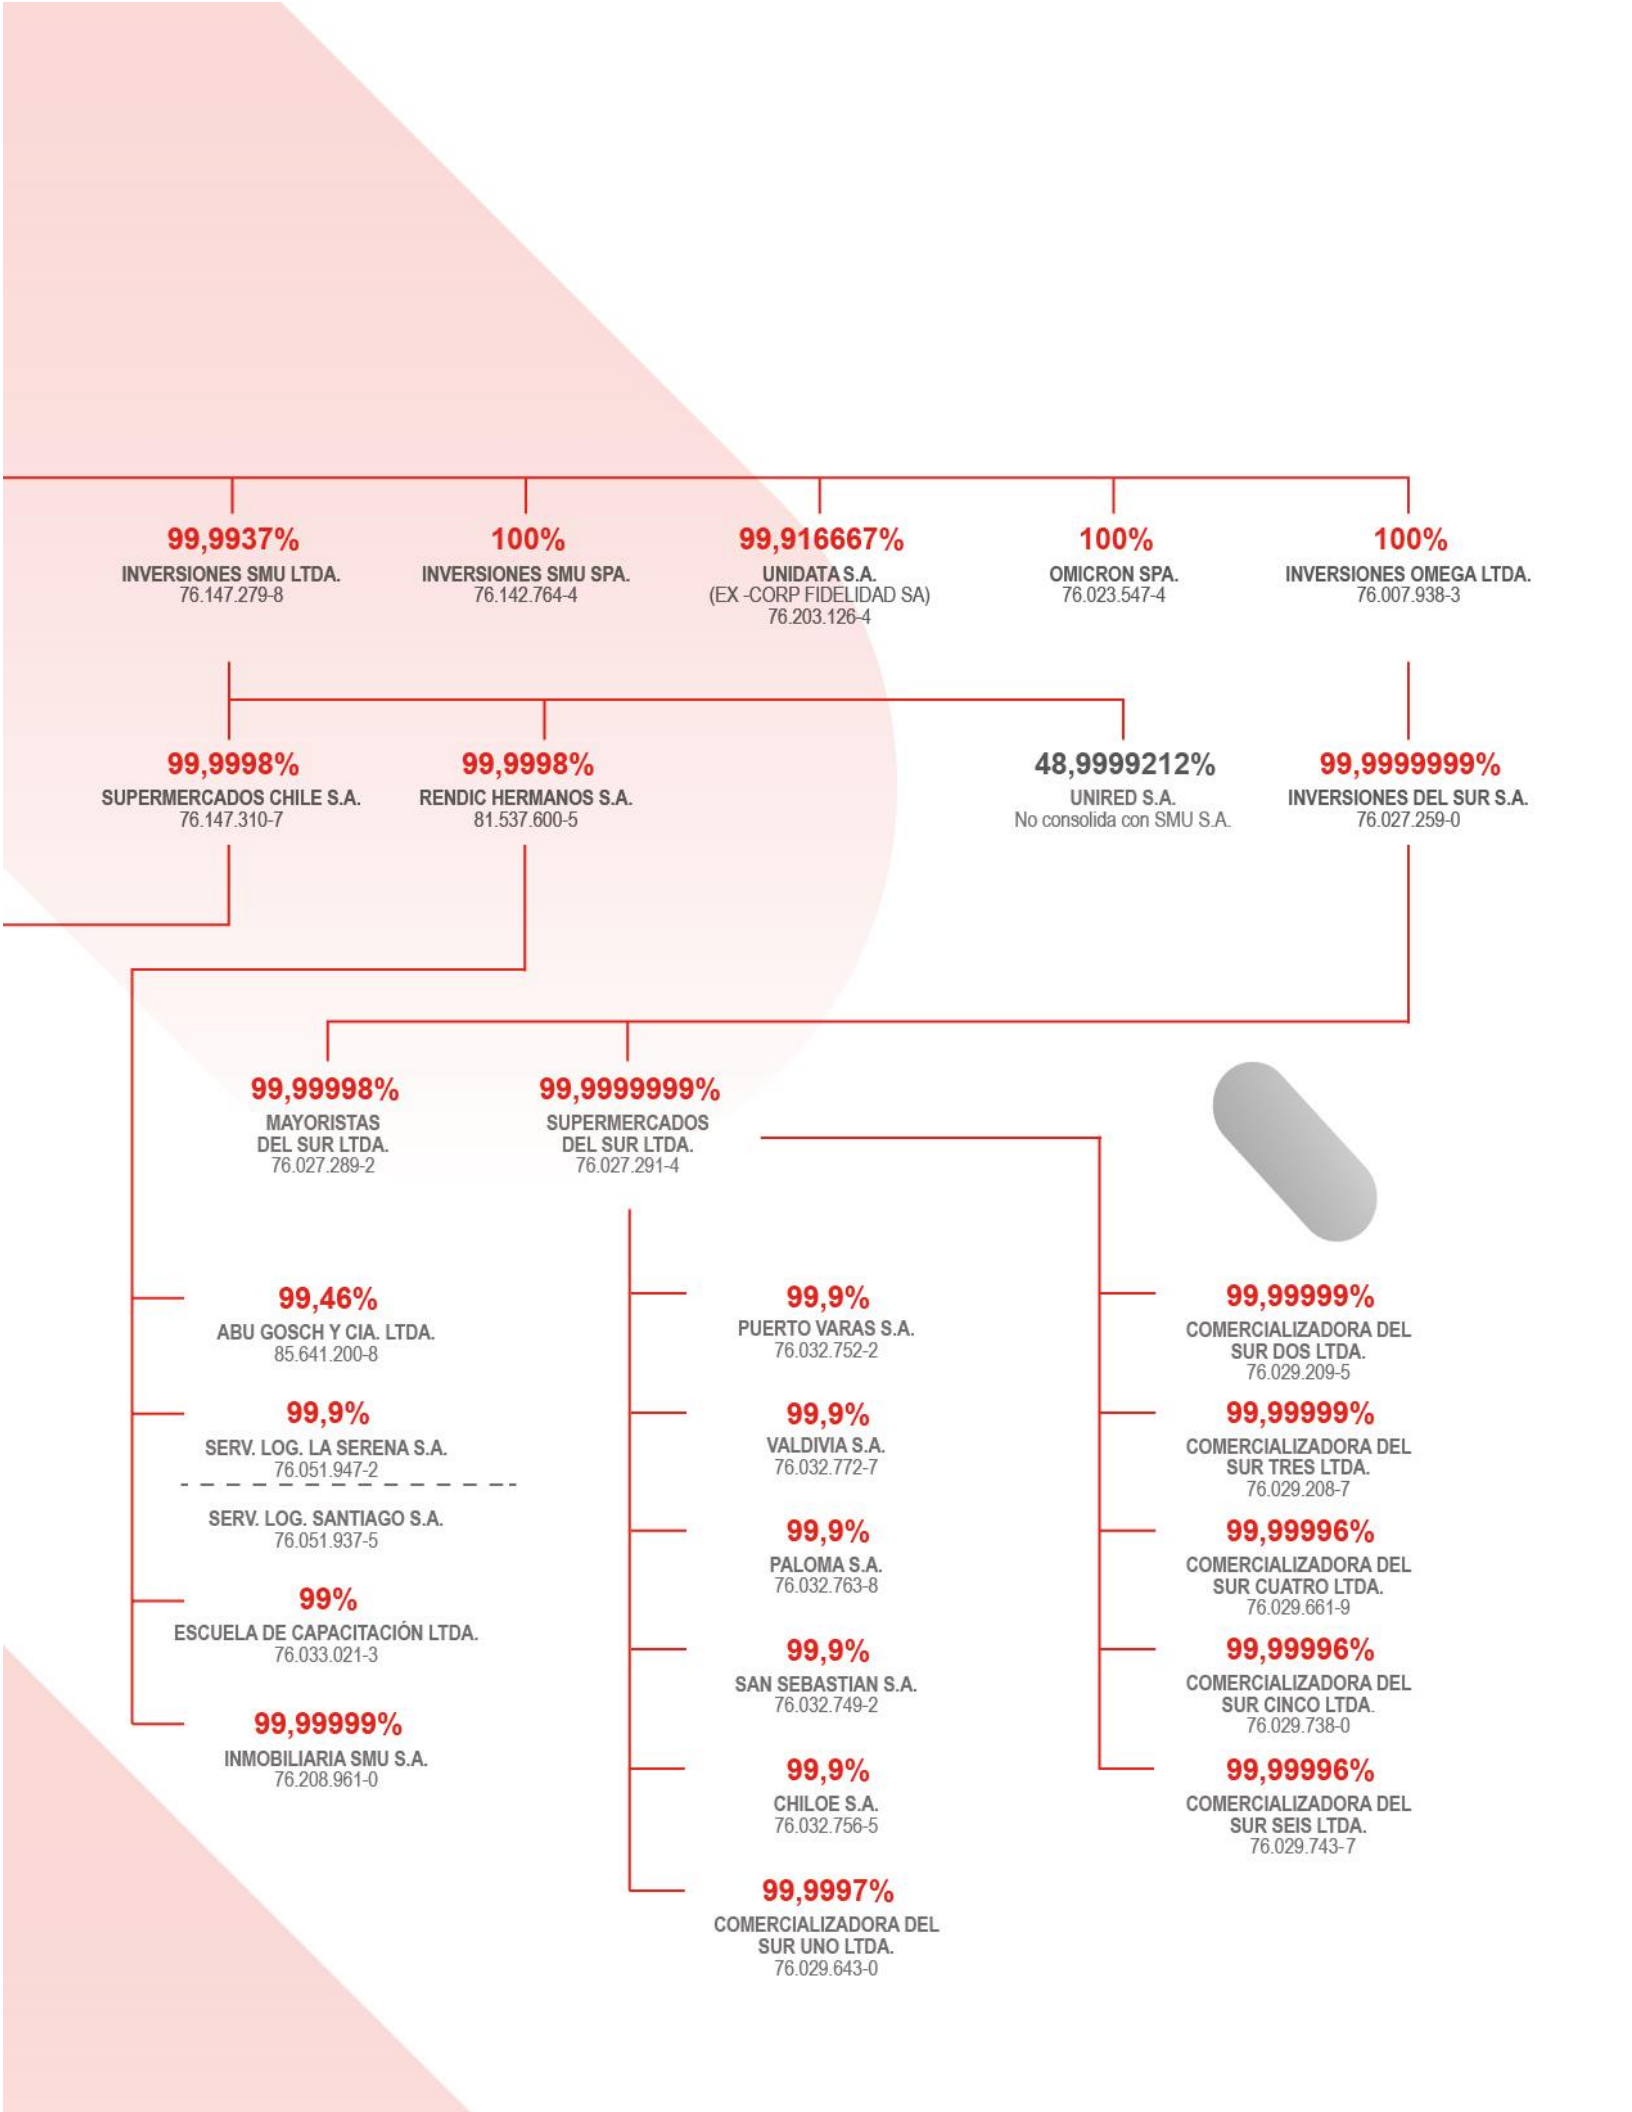 99,9937%
INVERSIONES SMU LTDA.
76.147.279-8
100%
INVERSIONES SMU SPA.
76.142.764-4
99,916667%
UNIDATA S.A.
(EX -CORP FIDELIDAD SA)
76.203.126-4
100%
OMICRON SPA.
76.023.547-4
100%
INVERSIONES OMEGA LTDA.
76.007.938-3
99,9998%
SUPERMERCADOS CHILE S.A.
76.147.310-7
99,9998%
RENDIC HERMANOS S.A.
81.537.600-5
48,9999212%
UNIRED S.A.
No consolida con SMU S.A.
99,9999999%
INVERSIONES DEL SUR S.A.
76.027.259-0
99,99998%
MAYORISTAS
DEL SUR LTDA.
76.027.289-2
99,9999999%
SUPERMERCADOS
DEL SUR LTDA.
76.027.291-4
99,46%
ABU GOSCH Y CIA. LTDA.
85.641.200-8
99,9%
SERV. LOG. LA SERENA S.A.
76.051.947-2
SERV. LOG. SANTIAGO S.A.
76.051.937-5
99%
ESCUELA DE CAPACITACIÓN LTDA.
76.033.021-3
99,99999%
INMOBILIARIA SMU S.A.
76.208.961-0
99,9%
PUERTO VARAS S.A.
76.032.752-2
99,9%
VALDIVIA S.A.
76.032.772-7
99,9%
PALOMA S.A.
76.032.763-8
99,9%
SAN SEBASTIAN S.A.
76.032.749-2
99,9%
CHILOE S.A.
76.032.756-5
99,9997%
COMERCIALIZADORA DEL
SUR UNO LTDA.
76.029.643-0
99,99999%
COMERCIALIZADORA DEL
SUR DOS LTDA.
76.029.209-5
99,99999%
COMERCIALIZADORA DEL
SUR TRES LTDA.
76.029.208-7
99,99996%
COMERCIALIZADORA DEL
SUR CUATRO LTDA.
76.029.661-9
99,99996%
COMERCIALIZADORA DEL
SUR CINCO LTDA.
76.029.738-0
99,99996%
COMERCIALIZADORA DEL
SUR SEIS LTDA.
76.029.743-7